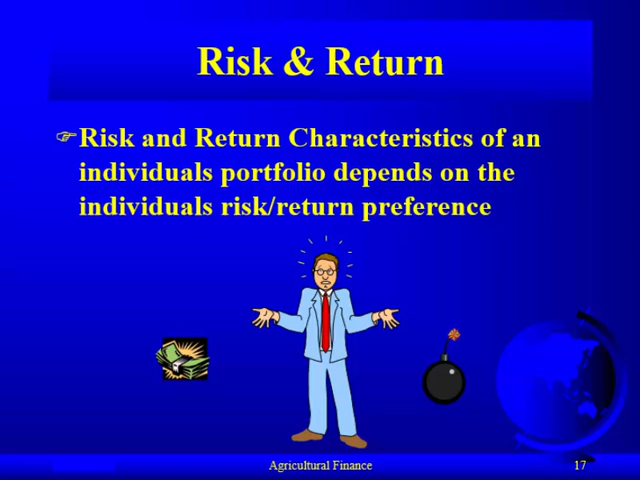 Risk & Return
Risk and Return Characteristics of an
individuals portfolio depends on the
individuals risk/return preference
Agricultural Finance
17